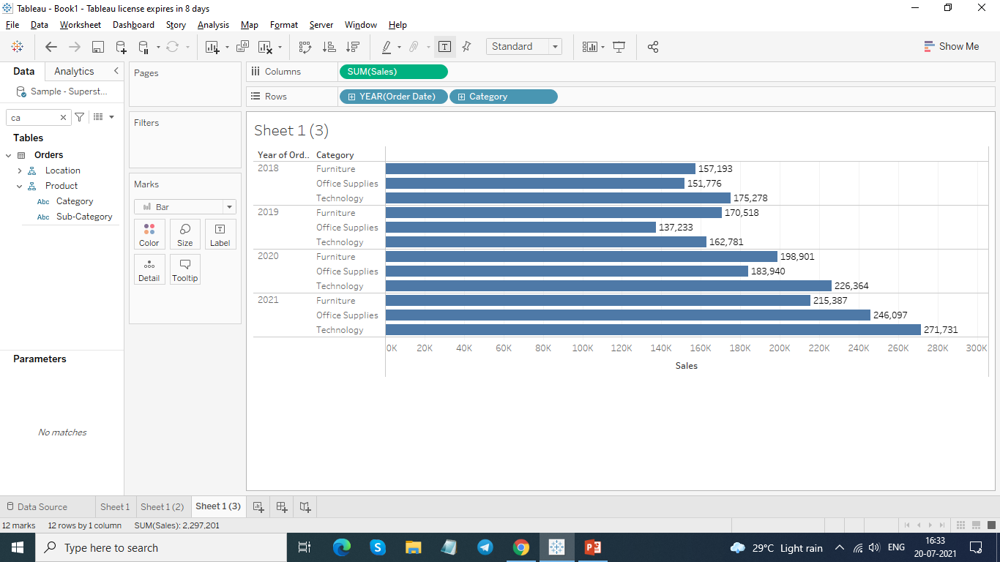 Tableau - Book1 - Tableau license expires in 8 days
File Data Worksheet Dashboard Story Analysis Map Format Server Window Help
Standard
Show Me
Data Analytics
Sample - Superst...
ca
Tables
Orders
Location
Product
Abc Category
Abc Sub-Category
Parameters
No matches
Pages
Filters
Marks
Bar
Color Size Label
Detail Tooltip
Columns SUM(Sales)
Rows YEAR(Order Date) Category
Sheet 1 (3)
Year of Ord.. Category
2018 Furniture 157,193
Office Supplies 151,776
Technology 175,278
2019 Furniture 170,518
Office Supplies 137,233
Technology 162,781
2020 Furniture 198,901
Office Supplies 183,940
Technology 226,364
2021 Furniture 215,387
Office Supplies 246,097
Technology 271,731
0K 20K 40K 60K 80K 100K 120K 140K 160K 180K 200K 220K 240K 260K 280K 300K
Sales
Data Source Sheet 1 Sheet 1 (2) Sheet 1 (3)
12 marks 12 rows by 1 column SUM(Sales): 2,297,201
Type here to search
29°C Light rain
ENG
16:33
20-07-2021